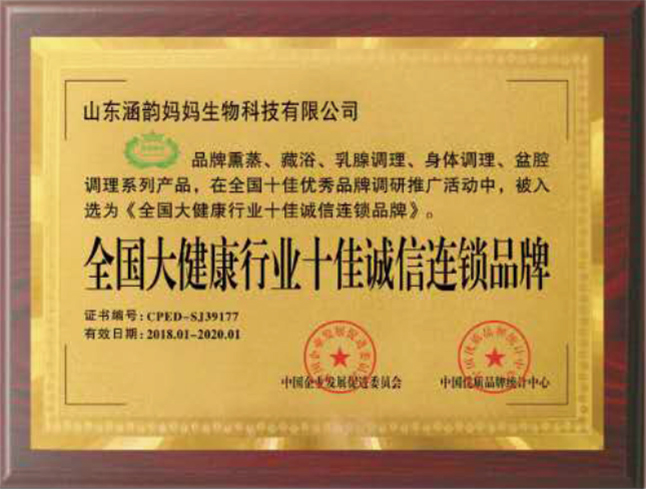 山东涵韵妈妈生物科技有限公司
品牌熏蒸、藏浴、乳腺调理、身体调理、盆腔
调理系列产品，在全国十佳优秀品牌调研推广活动中，被入
选为《全国大健康行业十佳诚信连锁品牌》。
全国大健康行业十佳诚信连锁品牌
证书编号：CPED-SJ39177
有效日期：2018.01-2020.01
中国企业发展促进委员会
中国优质品牌统计中心